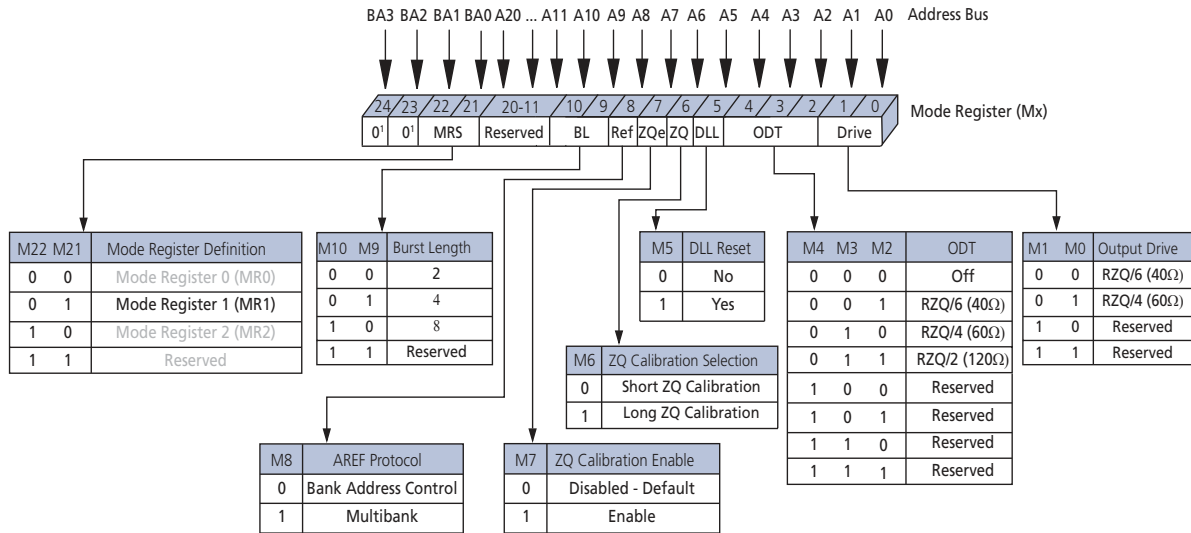 BA3 BA2 BA1 BA0 A20 ... A11 A10 A9 A8 A7 A6 A5 A4 A3 A2 A1 A0 Address Bus
24 23 22 21 20-11 10 9 8 7 6 5 4 3 2 1 0 Mode Register (Mx)
0¹ 0¹ MRS Reserved BL Ref ZQe ZQ DLL ODT Drive
M22 M21 Mode Register Definition
0 0 Mode Register 0 (MR0)
0 1 Mode Register 1 (MR1)
1 0 Mode Register 2 (MR2)
1 1 Reserved
M10 M9 Burst Length
0 0 2
0 1 4
1 0 8
1 1 Reserved
M5 DLL Reset
0 No
1 Yes
M4 M3 M2 ODT
0 0 0 Off
0 0 1 RZQ/6 (40Ω)
0 1 0 RZQ/4 (60Ω)
0 1 1 RZQ/2 (120Ω)
1 0 0 Reserved
1 0 1 Reserved
1 1 0 Reserved
1 1 1 Reserved
M1 M0 Output Drive
0 0 RZQ/6 (40Ω)
0 1 RZQ/4 (60Ω)
1 0 Reserved
1 1 Reserved
M6 ZQ Calibration Selection
0 Short ZQ Calibration
1 Long ZQ Calibration
M8 AREF Protocol
0 Bank Address Control
1 Multibank
M7 ZQ Calibration Enable
0 Disabled - Default
1 Enable